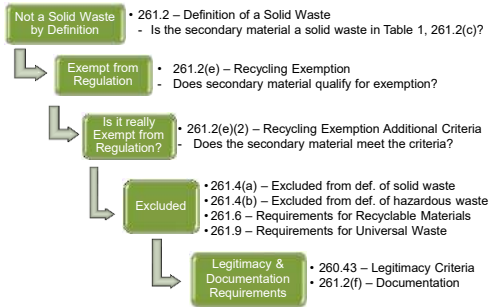 Not a Solid Waste
by Definition
• 261.2 – Definition of a Solid Waste
- Is the secondary material a solid waste in Table 1, 261.2(c)?
Exempt from
Regulation
• 261.2(e) – Recycling Exemption
- Does secondary material qualify for exemption?
Is it really
Exempt from
Regulation?
• 261.2(e)(2) – Recycling Exemption Additional Criteria
- Does the secondary material meet the criteria?
Excluded
• 261.4(a) – Excluded from def. of solid waste
• 261.4(b) – Excluded from def. of hazardous waste
• 261.6 – Requirements for Recyclable Materials
• 261.9 – Requirements for Universal Waste
Legitimacy &
Documentation
Requirements
• 260.43 – Legitimacy Criteria
• 261.2(f) – Documentation